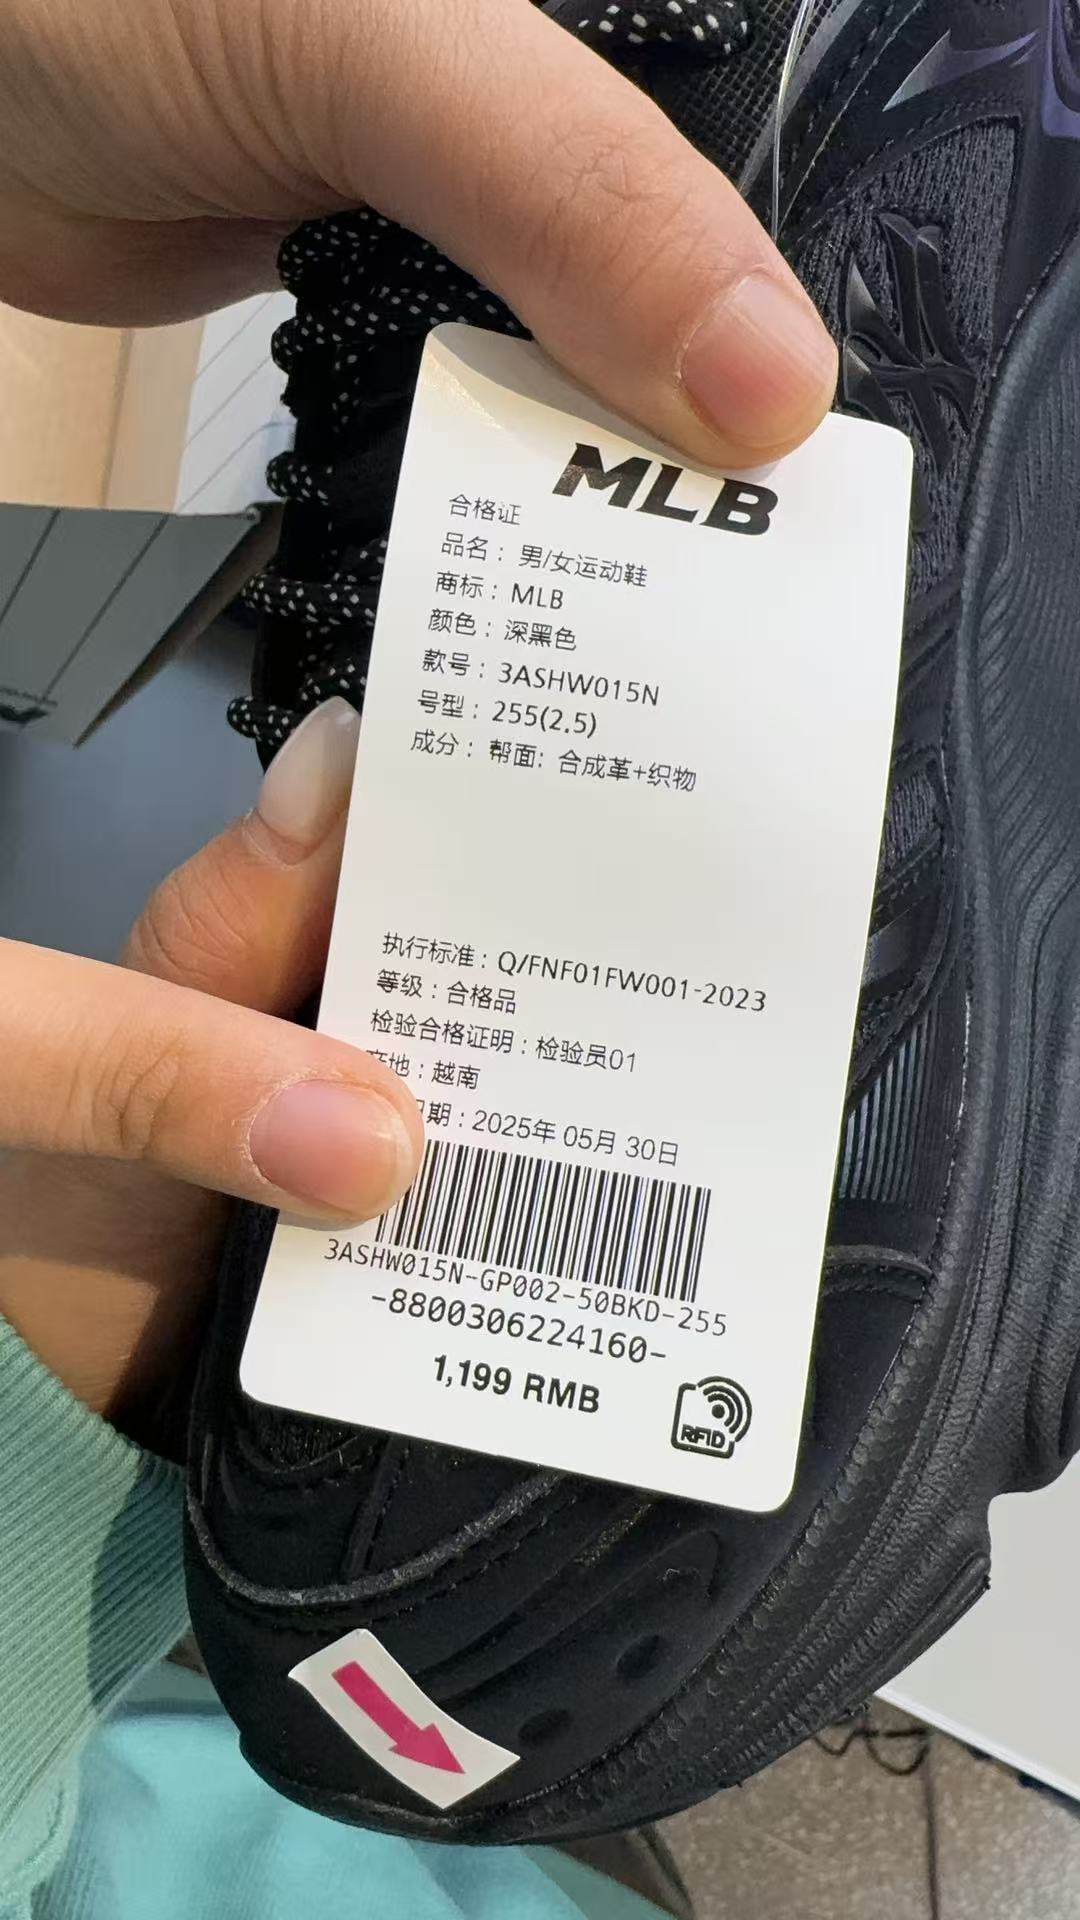 MLB
合格证
品名：男/女运动鞋
商标：MLB
颜色：深黑色
款号：3ASHW015N
号型：255(2.5)
成分：帮面：合成革+织物
执行标准：Q/FNF01FW001-2023
等级：合格品
检验合格证明：检验员01
产地：越南
日期：2025年 05月 30日
3ASHW015N-GP002-50BKD-255
-8800306224160-
1,199 RMB
RFID